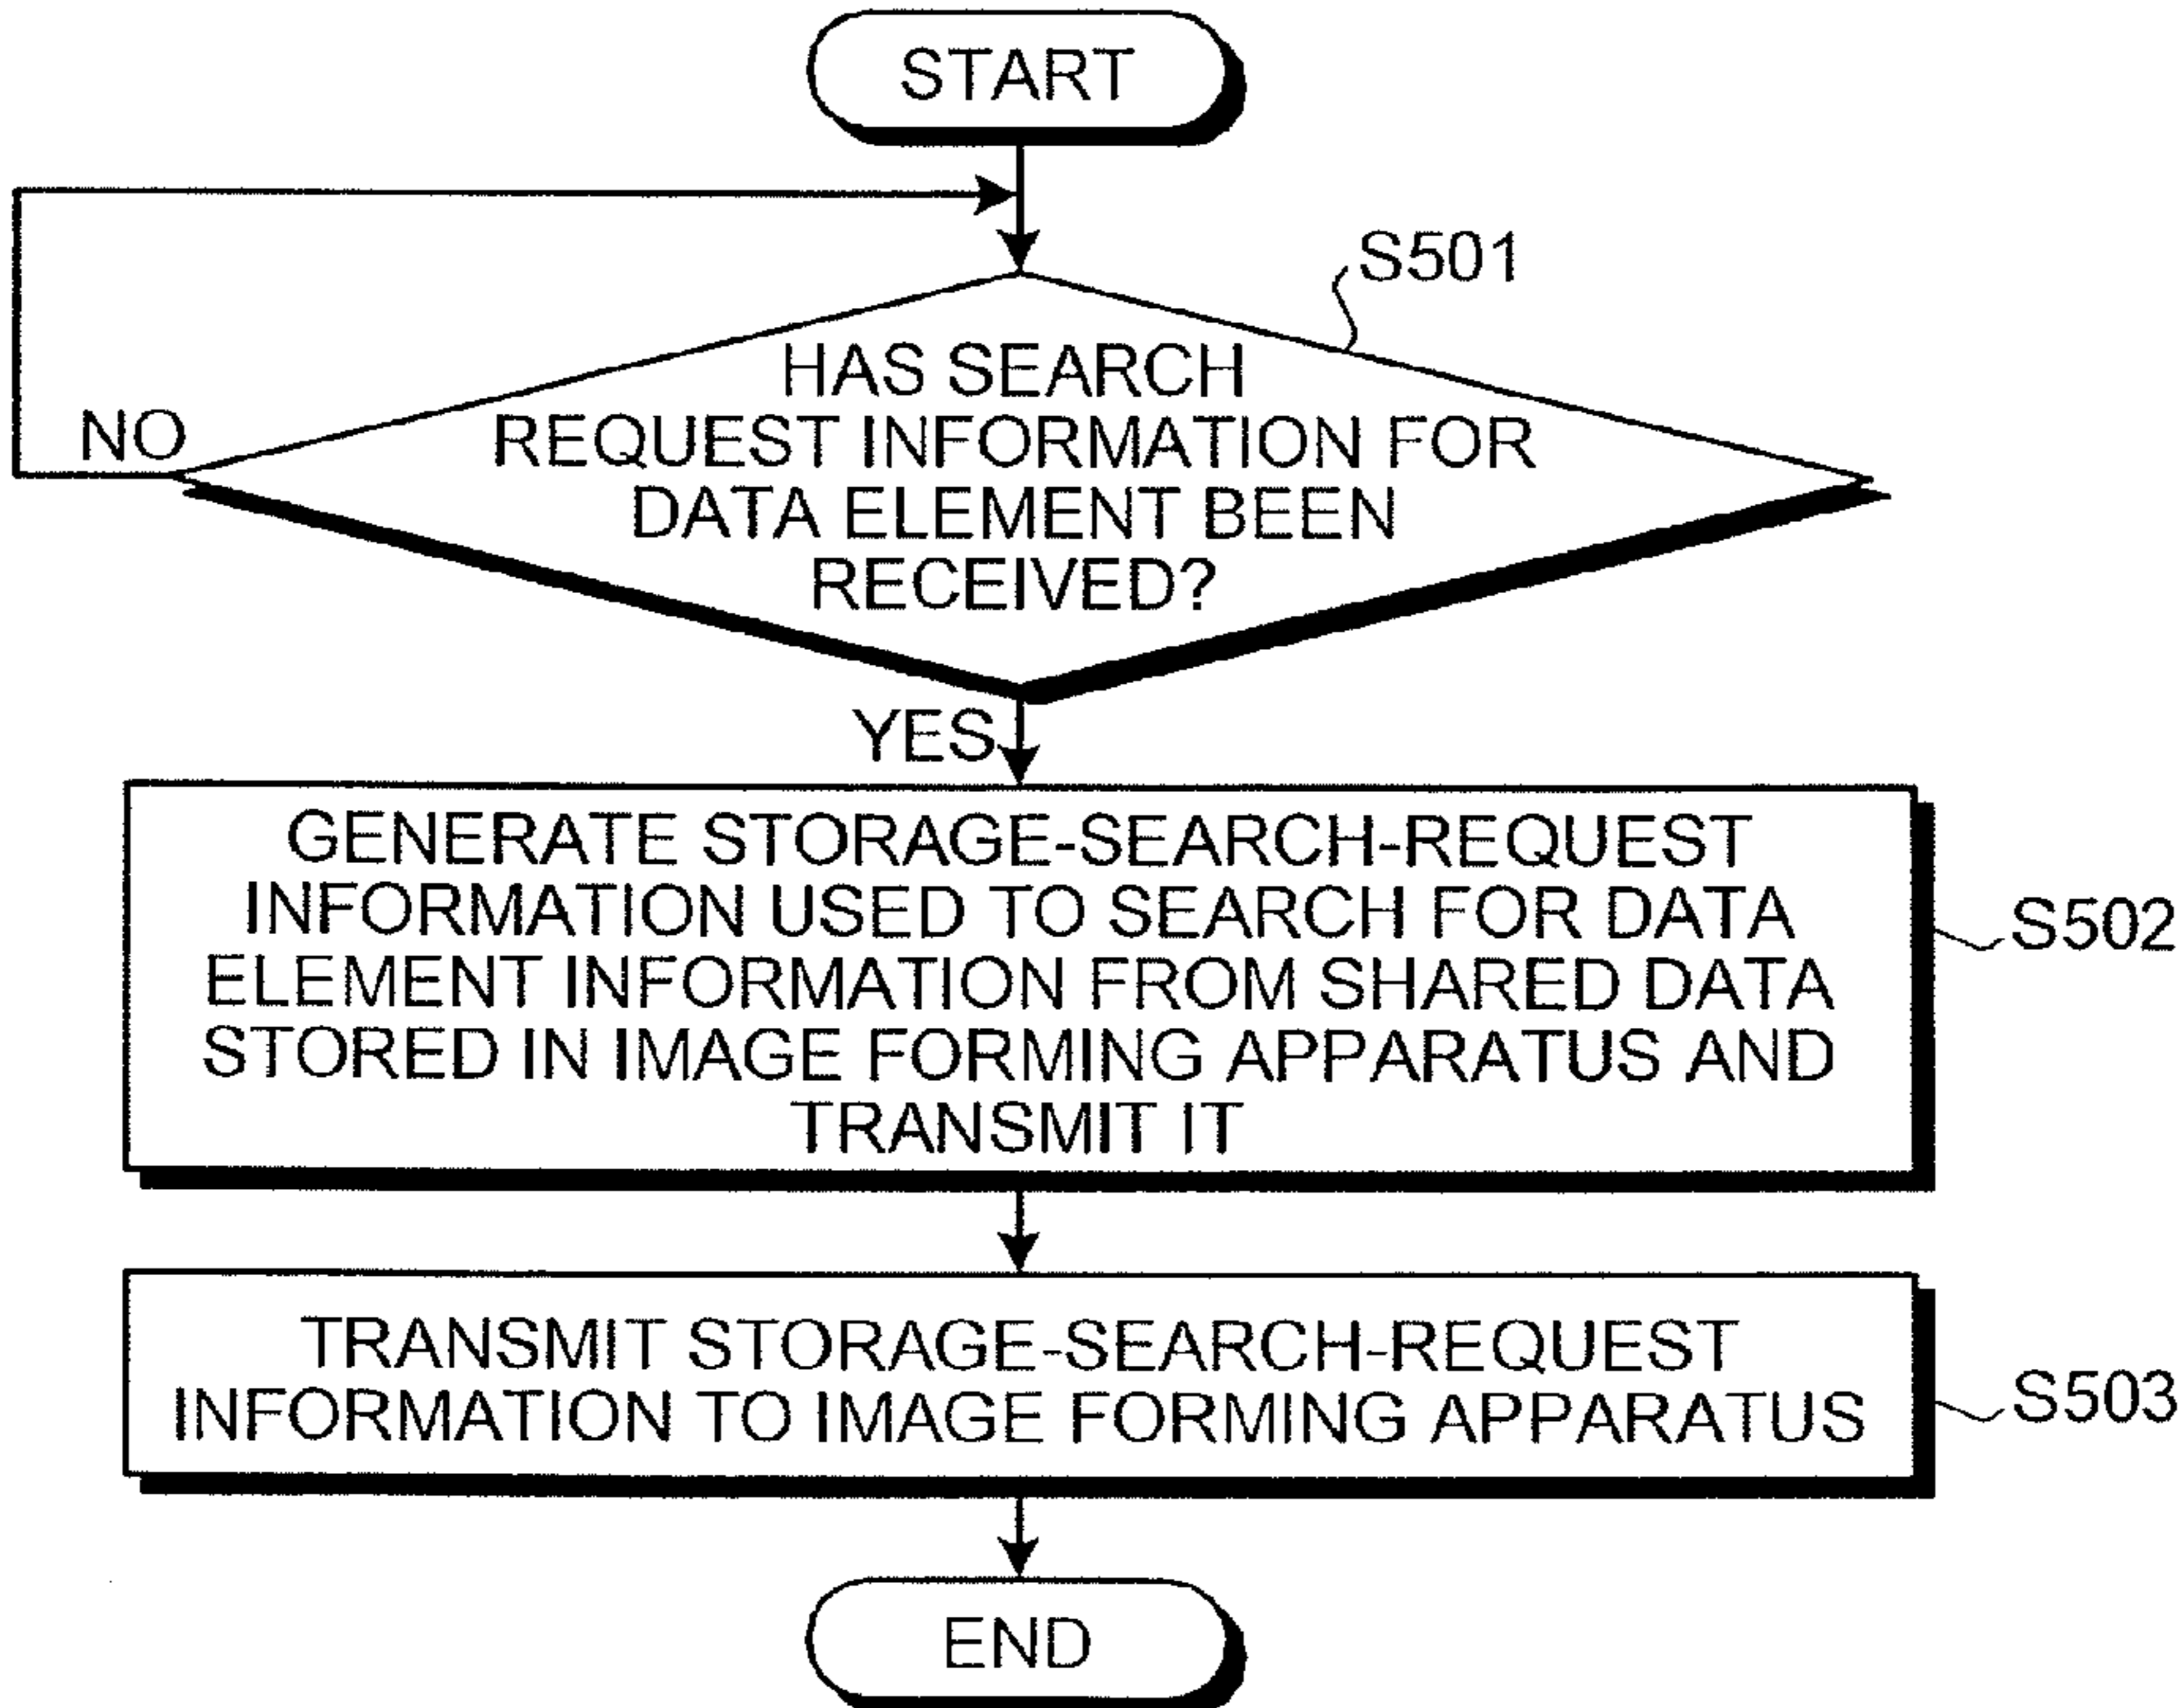 START
S501
HAS SEARCH
REQUEST INFORMATION FOR
DATA ELEMENT BEEN
RECEIVED?
NO
YES
GENERATE STORAGE-SEARCH-REQUEST
INFORMATION USED TO SEARCH FOR DATA
ELEMENT INFORMATION FROM SHARED DATA
STORED IN IMAGE FORMING APPARATUS AND
TRANSMIT IT
S502
TRANSMIT STORAGE-SEARCH-REQUEST
INFORMATION TO IMAGE FORMING APPARATUS
S503
END